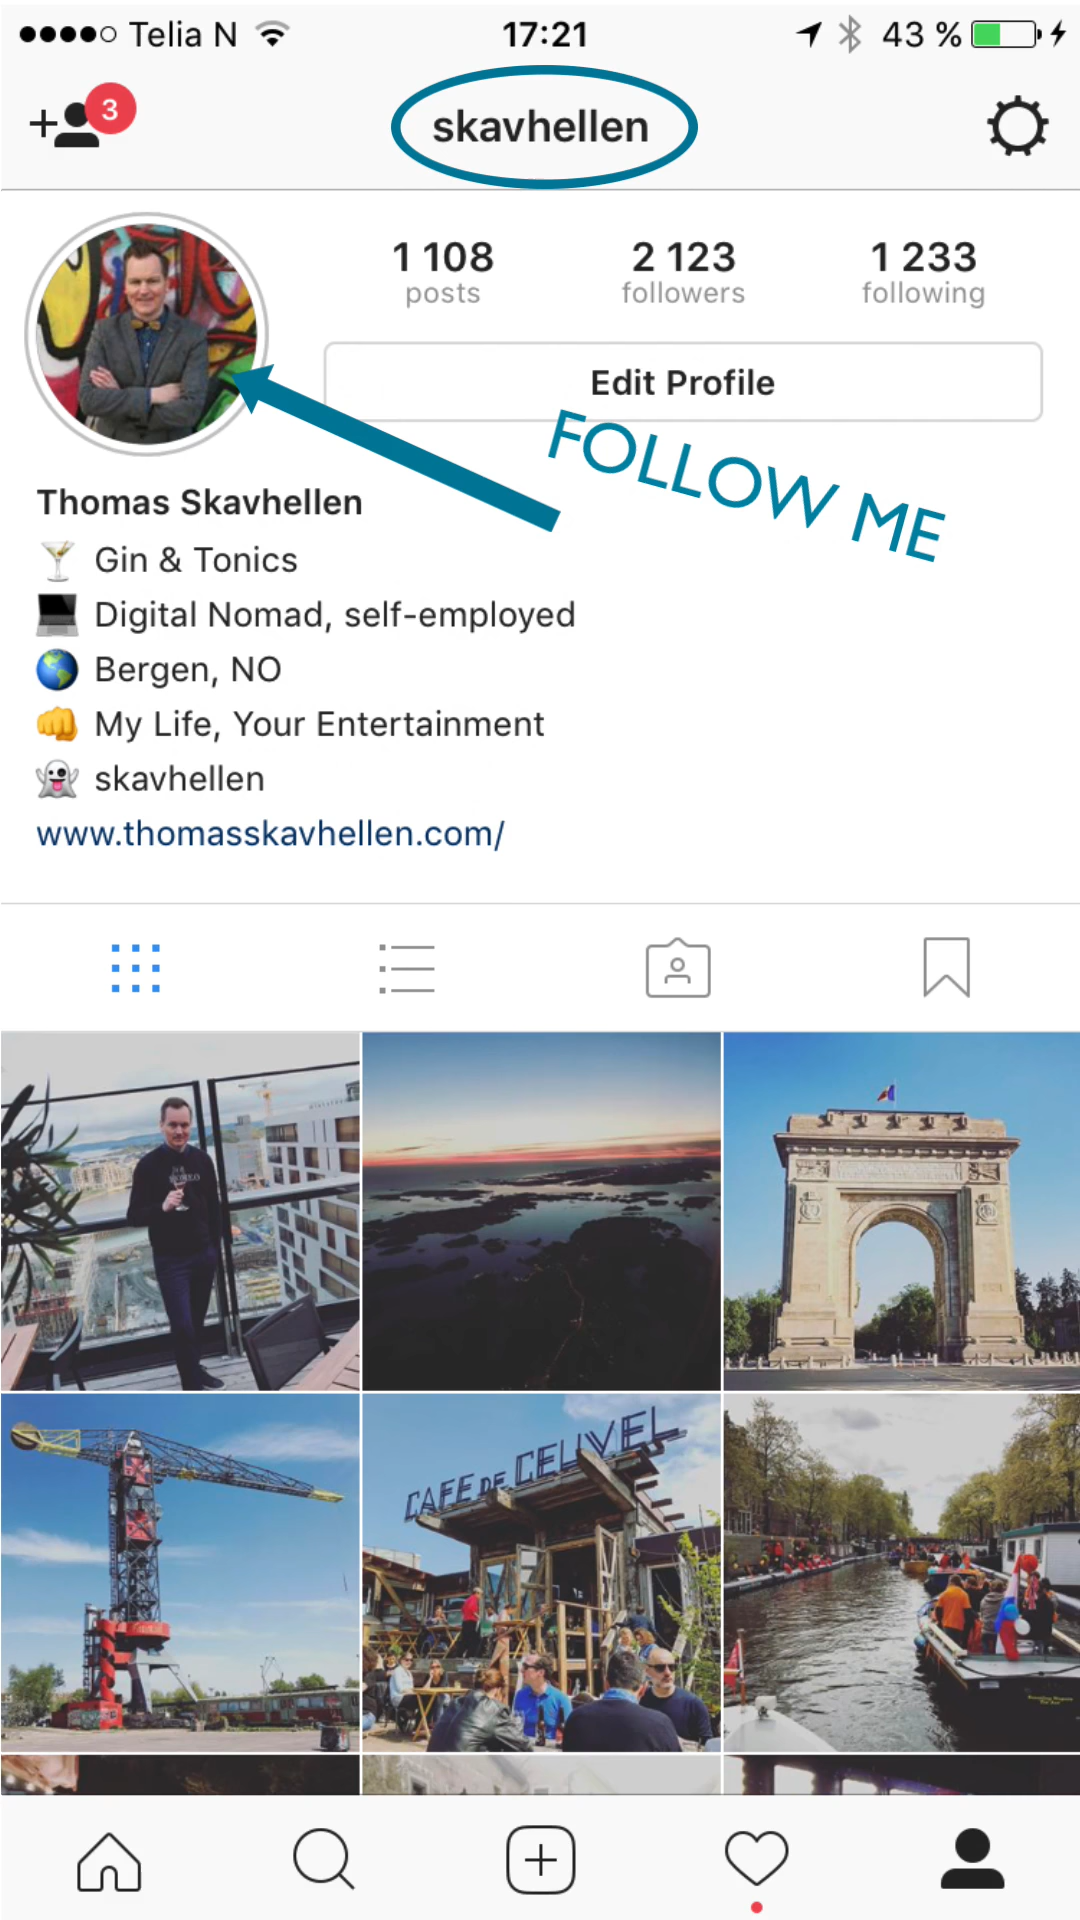 Telia N 17:21 43 %
3
skavhellen
1 108 2 123 1 233
posts followers following
Edit Profile
FOLLOW ME
Thomas Skavhellen
Gin & Tonics
Digital Nomad, self-employed
Bergen, NO
My Life, Your Entertainment
skavhellen
www.thomasskavhellen.com/
CAFE DE CEUVEL